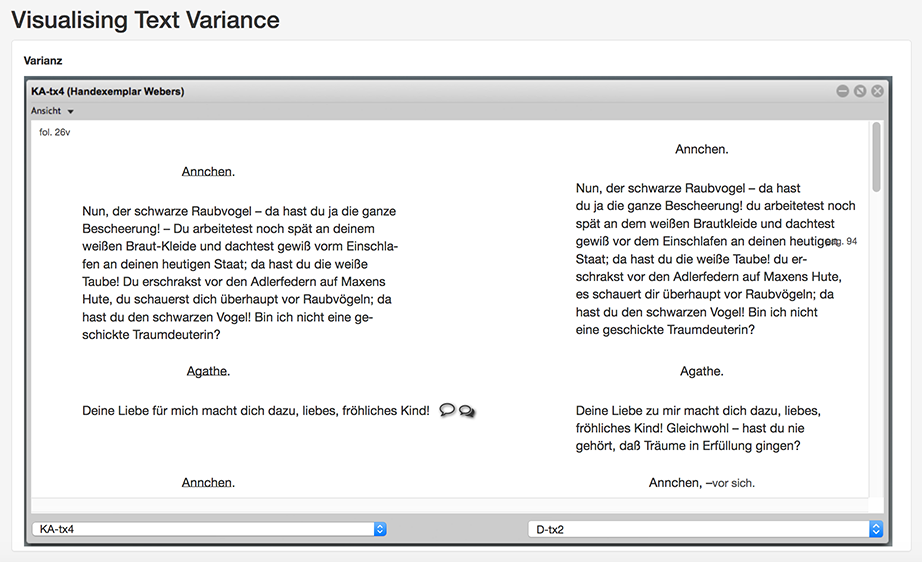 Visualising Text Variance
Varianz
KA-tx4 (Handexemplar Webers)
Ansicht
fol. 26v
Annchen.
Nun, der schwarze Raubvogel – da hast du ja die ganze
Bescheerung! – Du arbeitetest noch spät an deinem
weißen Braut-Kleide und dachtest gewiß vorm Einschla-
fen an deinen heutigen Staat; da hast du die weiße
Taube! Du erschrakst vor den Adlerfedern auf Maxens
Hute, du schauerst dich überhaupt vor Raubvögeln; da
hast du den schwarzen Vogel! Bin ich nicht eine ge-
schickte Traumdeuterin?
Agathe.
Deine Liebe für mich macht dich dazu, liebes, fröhliches Kind!
Annchen.
Annchen.
Nun, der schwarze Raubvogel – da hast
du ja die ganze Bescheerung! du arbeitetest noch
spät an dem weißen Brautkleide und dachtest
gewiß vor dem Einschlafen an deinen heutigen
pag. 94
Staat; da hast du die weiße Taube! du er-
schrakst vor den Adlerfedern auf Maxens Hute,
es schauert dir überhaupt vor Raubvögeln; da
hast du den schwarzen Vogel! Bin ich nicht
eine geschickte Traumdeuterin?
Agathe.
Deine Liebe zu mir macht dich dazu, liebes,
fröhliches Kind! Gleichwohl – hast du nie
gehört, daß Träume in Erfüllung gingen?
Annchen, –vor sich.
KA-tx4
D-tx2